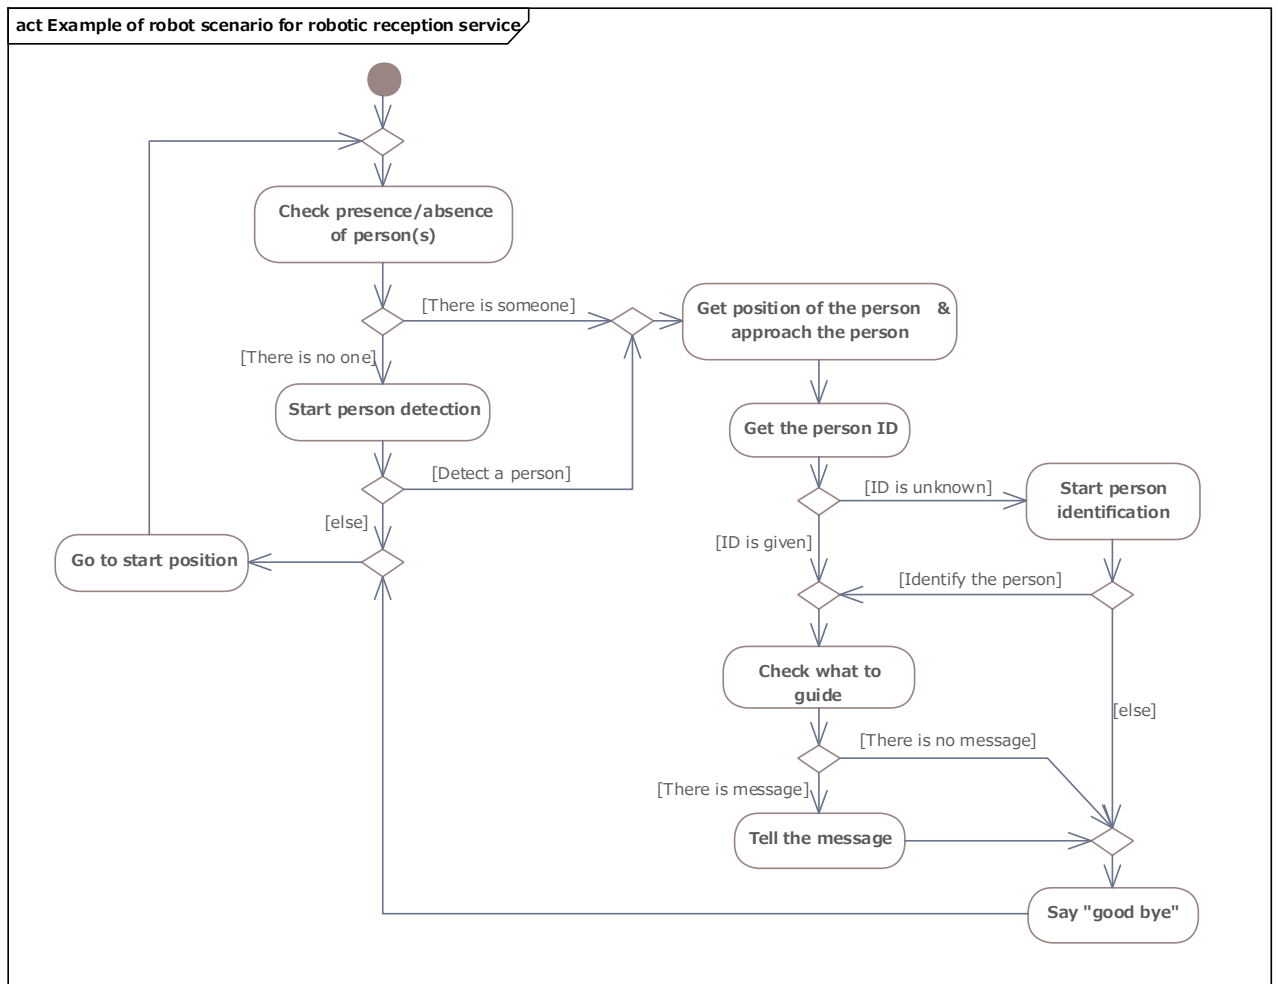 act Example of robot scenario for robotic reception service
Check presence/absence
of person(s)
[There is someone]
Get position of the person &
approach the person
[There is no one]
Start person detection
Get the person ID
[Detect a person]
[ID is unknown]
Start person
identification
[else]
[ID is given]
Go to start position
[Identify the person]
Check what to
guide
[else]
[There is no message]
[There is message]
Tell the message
Say "good bye"